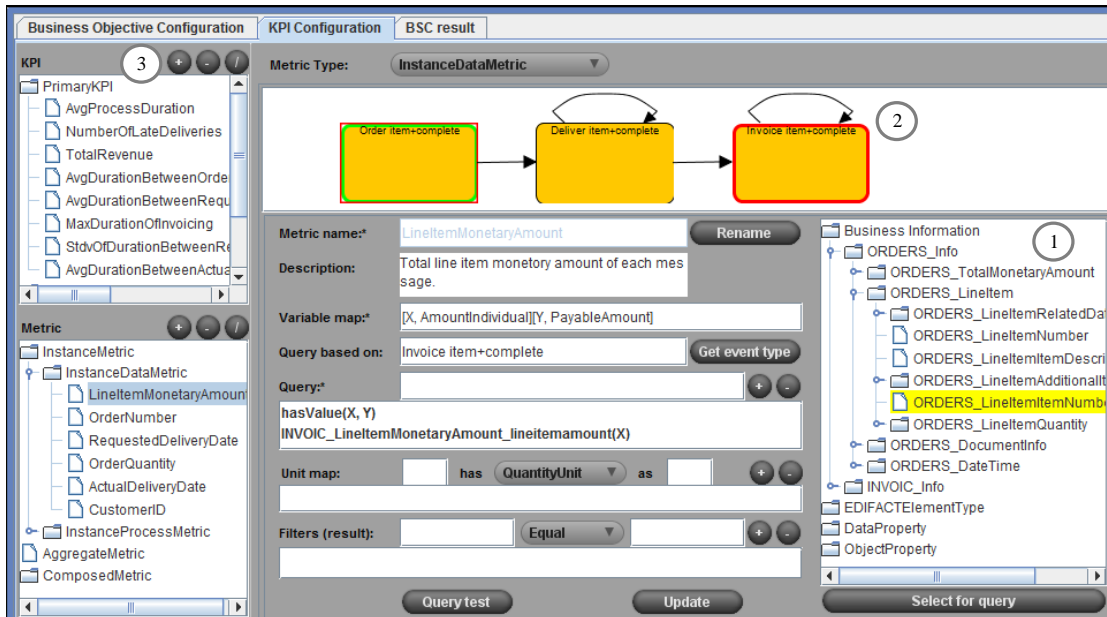 Business Objective Configuration
KPI Configuration
BSC result
KPI
3
+ - /
PrimaryKPI
AvgProcessDuration
NumberOfLateDeliveries
TotalRevenue
AvgDurationBetweenOrde
AvgDurationBetweenRequ
MaxDurationOfInvoicing
StdvOfDurationBetweenRe
AvgDurationBetweenActua
Metric
+ - /
InstanceMetric
InstanceDataMetric
LineItemMonetaryAmount
OrderNumber
RequestedDeliveryDate
OrderQuantity
ActualDeliveryDate
CustomerID
InstanceProcessMetric
AggregateMetric
ComposedMetric
Metric Type:
InstanceDataMetric
Order item+complete
Deliver item+complete
Invoice item+complete
2
Metric name:*
LineItemMonetaryAmount
Rename
Description:
Total line item monetory amount of each mes
sage.
Variable map:*
[X, AmountIndividual][Y, PayableAmount]
Query based on:
Invoice item+complete
Get event type
Query:*
+ -
hasValue(X, Y)
INVOIC_LineItemMonetaryAmount_lineitemamount(X)
Unit map:
has
QuantityUnit
as
+ -
Filters (result):
Equal
+ -
Query test
Update
1
Business Information
ORDERS_Info
ORDERS_TotalMonetaryAmount
ORDERS_LineItem
ORDERS_LineItemRelatedDat
ORDERS_LineItemNumber
ORDERS_LineItemItemDescri
ORDERS_LineItemAdditionalIt
ORDERS_LineItemItemNumbe
ORDERS_LineItemQuantity
ORDERS_DocumentInfo
ORDERS_DateTime
INVOIC_Info
EDIFACTElementType
DataProperty
ObjectProperty
Select for query